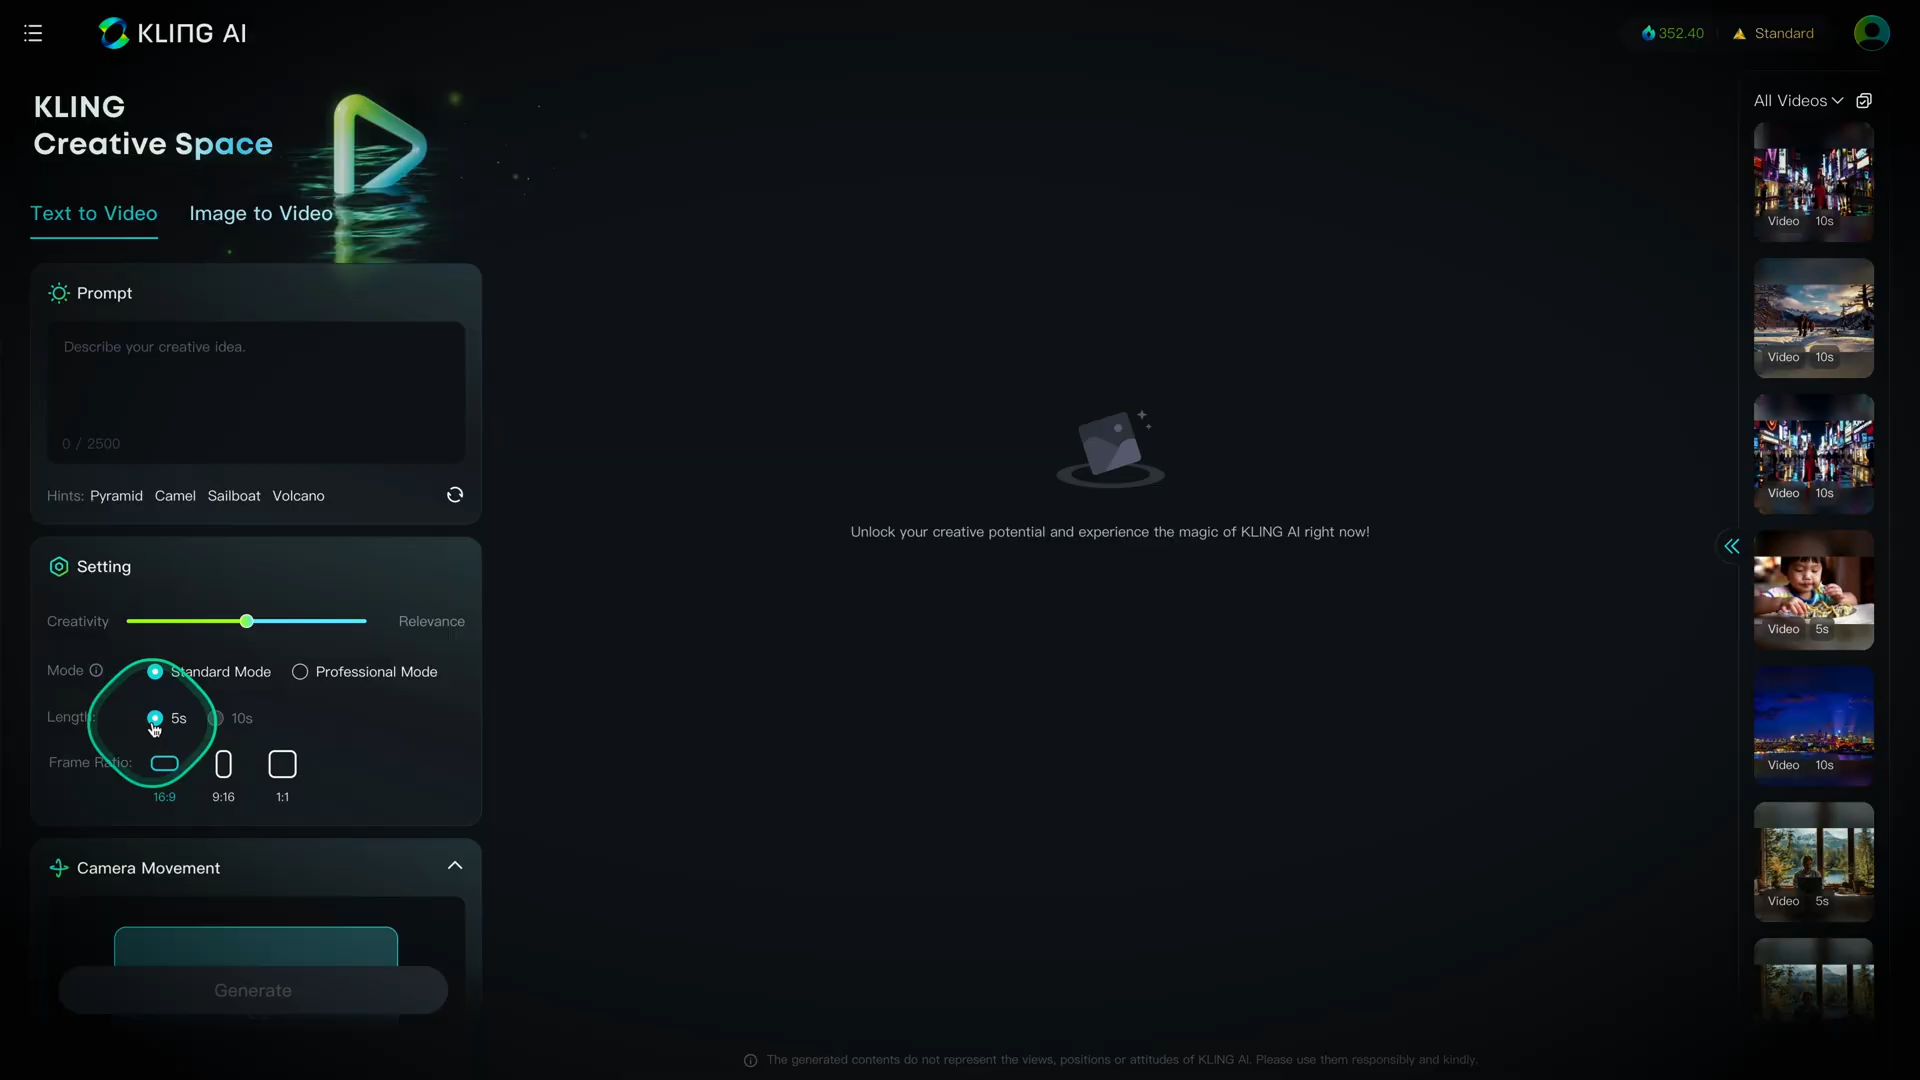 KLING AI
352.40
Standard
KLING
Creative Space
Text to Video
Image to Video
Prompt
Describe your creative idea.
0 / 2500
Hints: Pyramid Camel Sailboat Volcano
Setting
Creativity
Relevance
Mode
Standard Mode
Professional Mode
Length:
5s
10s
Frame Ratio:
16:9
9:16
1:1
Camera Movement
Generate
Unlock your creative potential and experience the magic of KLING AI right now!
All Videos
Video 10s
Video 10s
Video 10s
Video 5s
Video 10s
Video 5s
The generated contents do not represent the views, positions or attitudes of KLING AI. Please use them responsibly and kindly.